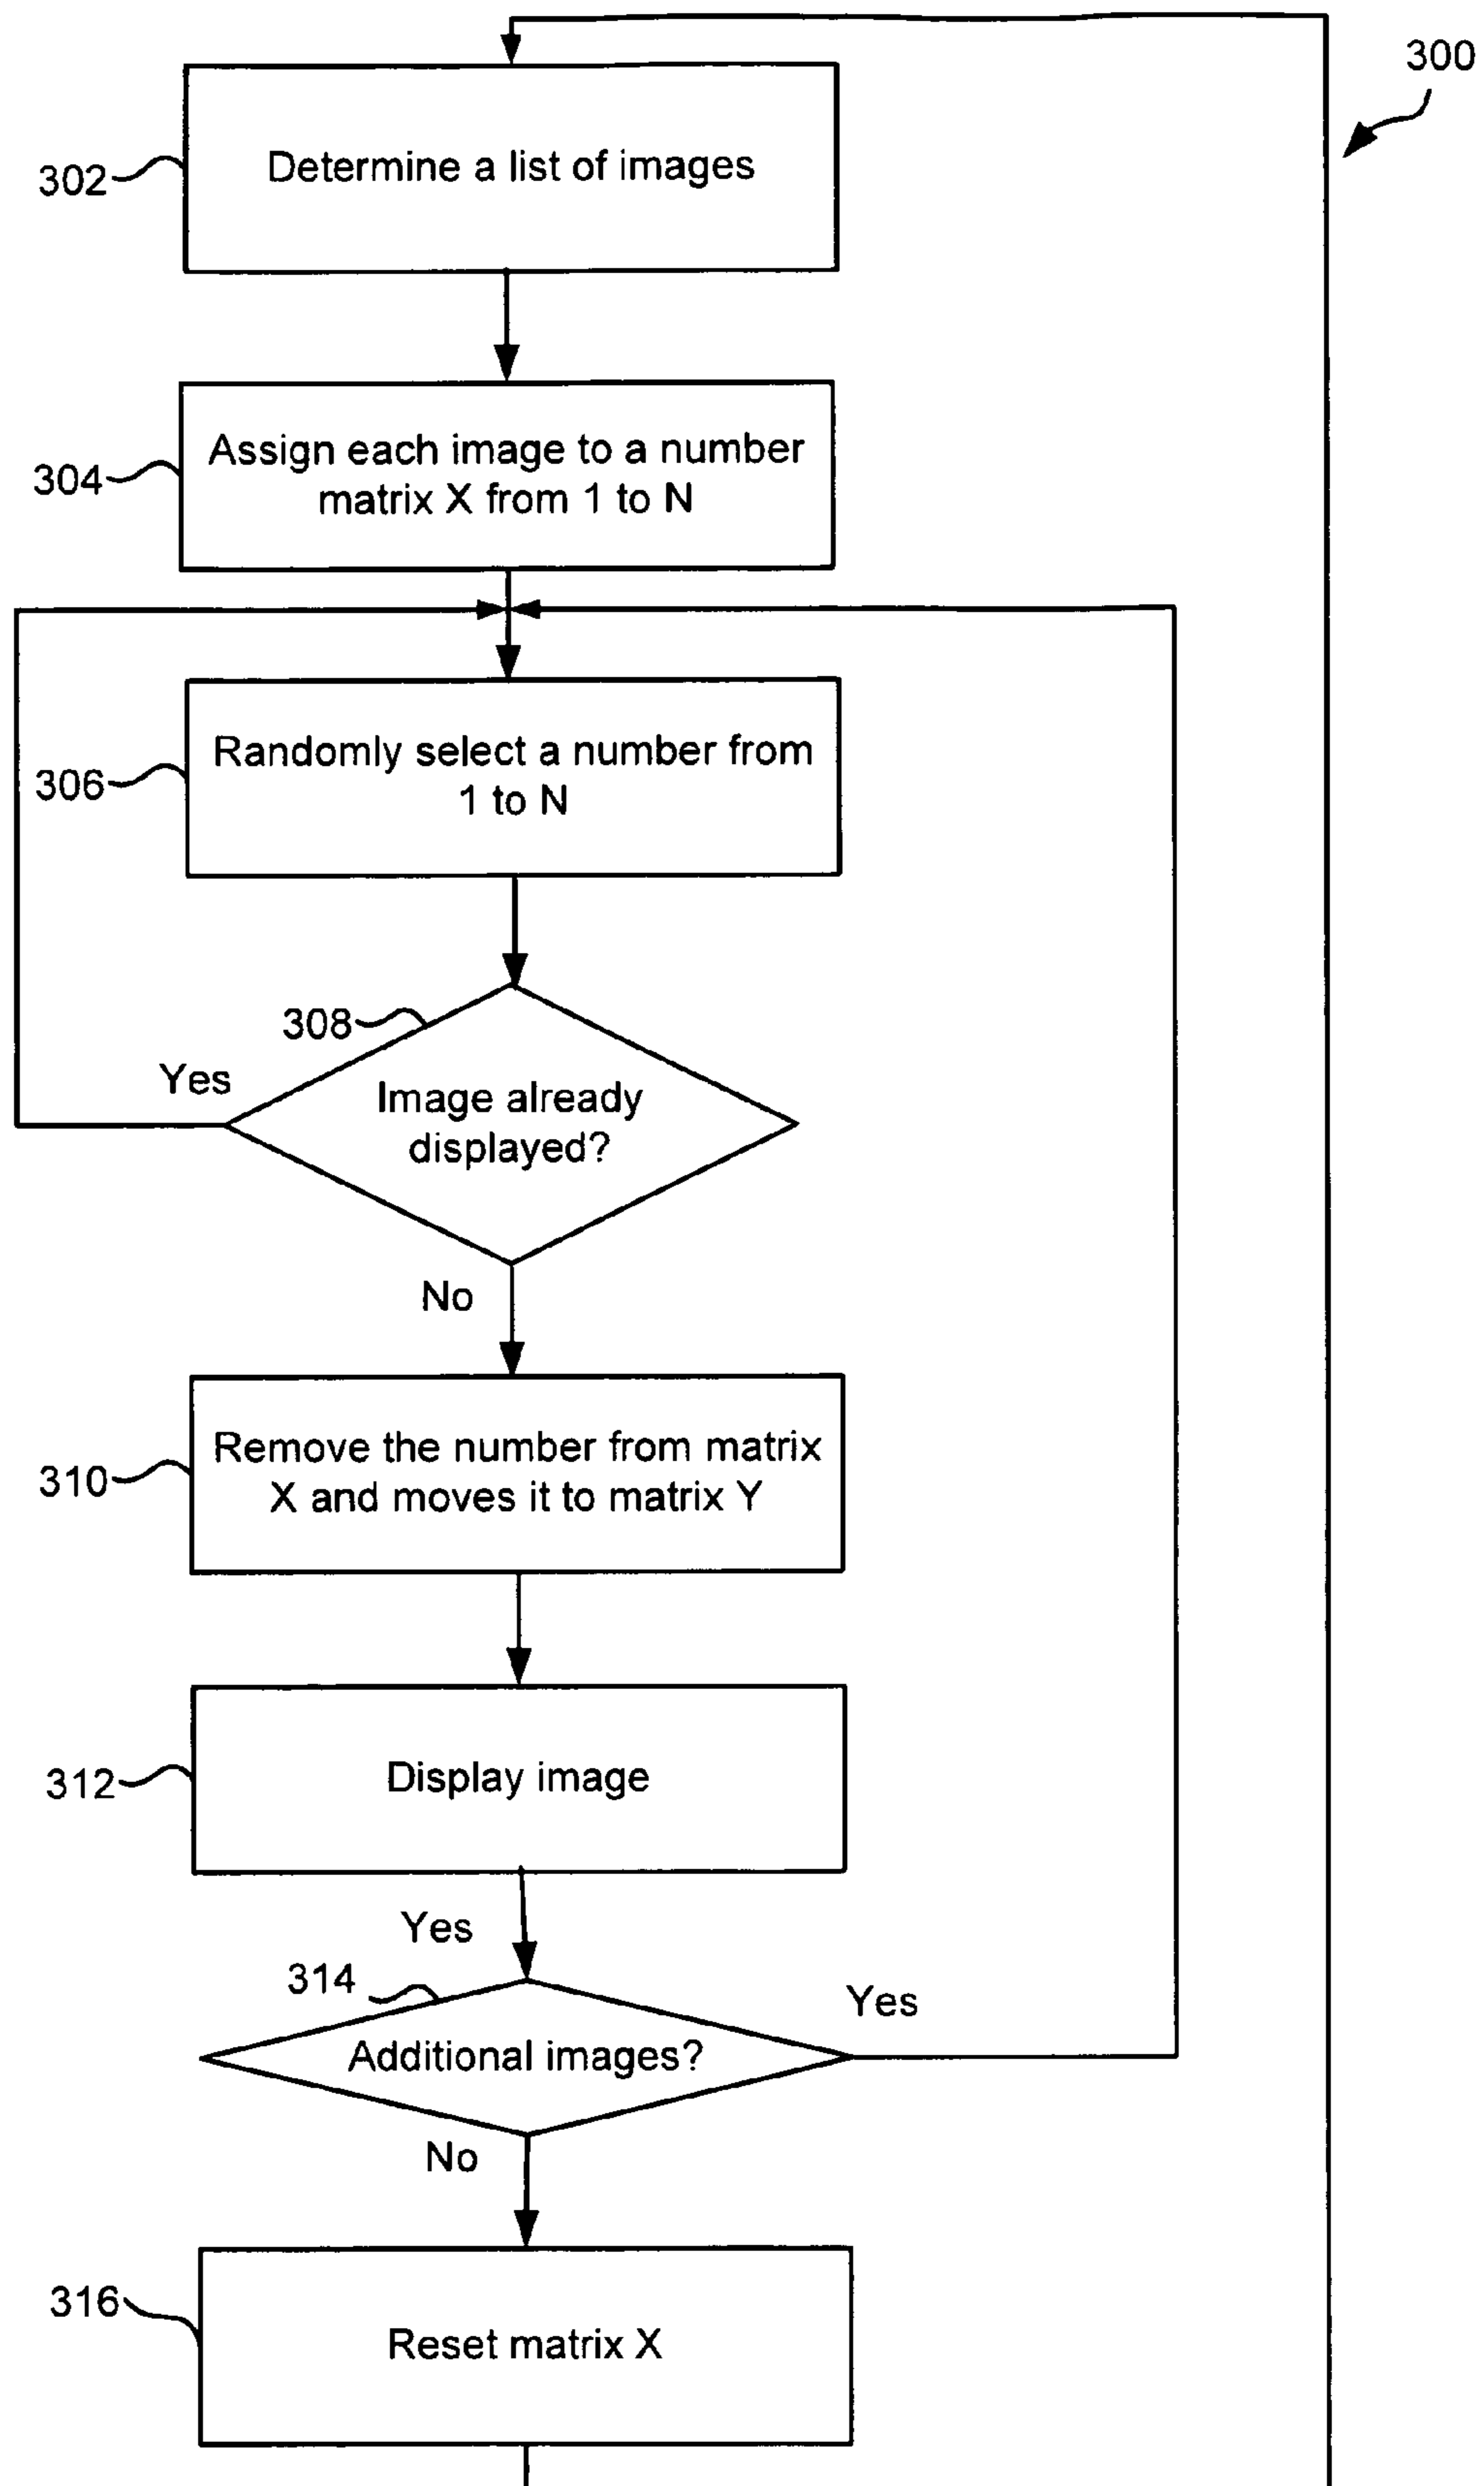 300
302
Determine a list of images
304
Assign each image to a number
matrix X from 1 to N
306
Randomly select a number from
1 to N
308
Yes
Image already
displayed?
No
310
Remove the number from matrix
X and moves it to matrix Y
312
Display image
Yes
314
Yes
Additional images?
No
316
Reset matrix X